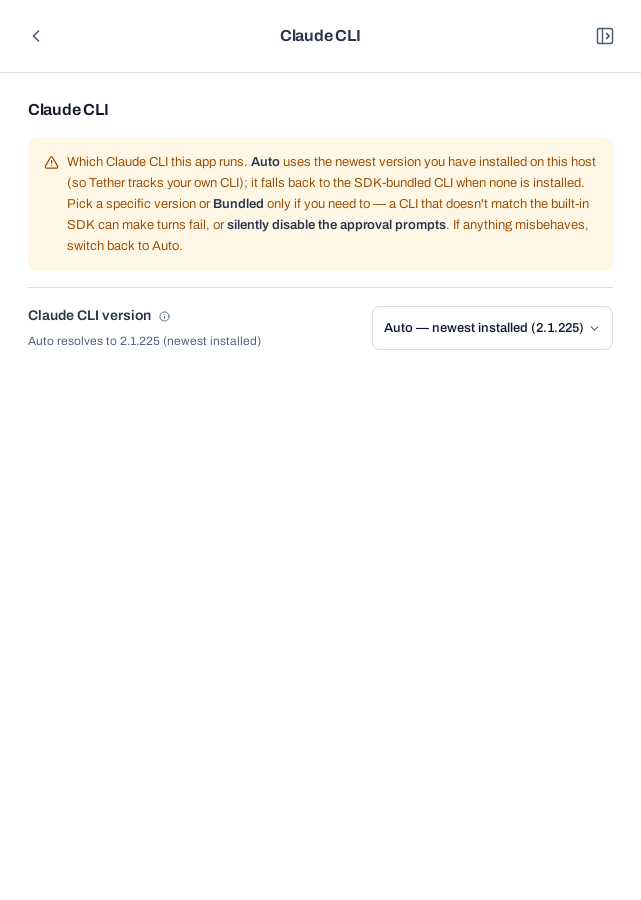 Claude CLI
Claude CLI
Which Claude CLI this app runs. Auto uses the newest version you have installed on this host
(so Tether tracks your own CLI); it falls back to the SDK-bundled CLI when none is installed.
Pick a specific version or Bundled only if you need to — a CLI that doesn't match the built-in
SDK can make turns fail, or silently disable the approval prompts. If anything misbehaves,
switch back to Auto.
Claude CLI version
Auto — newest installed (2.1.225)
Auto resolves to 2.1.225 (newest installed)